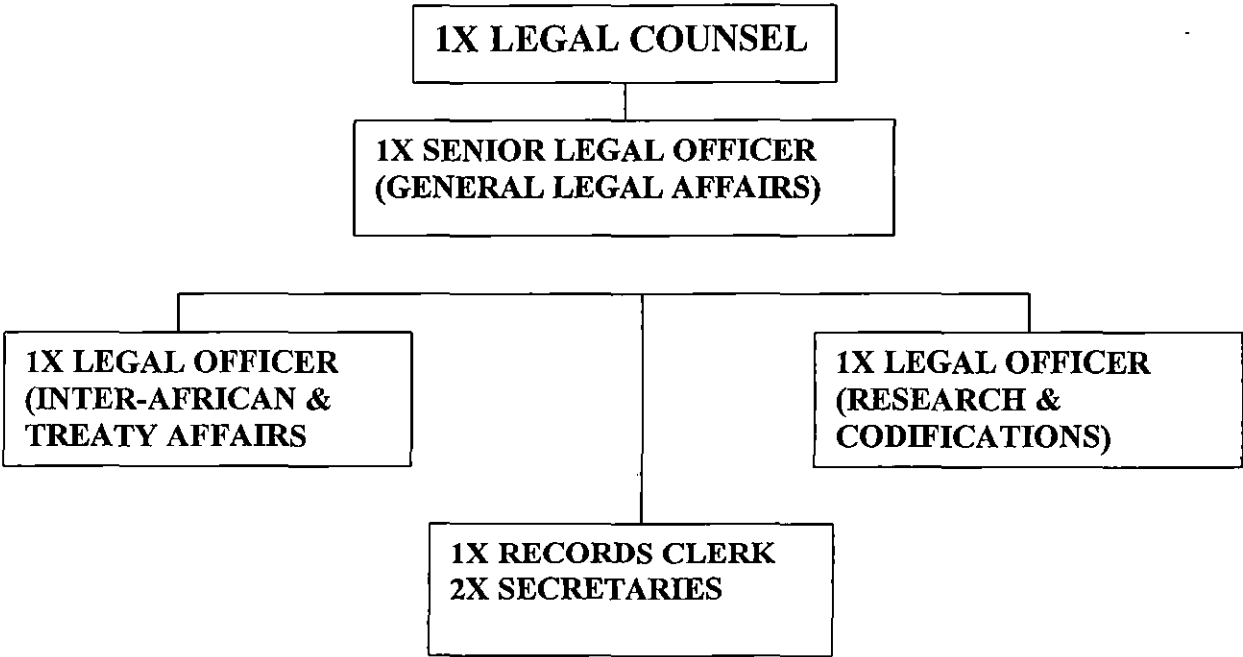 1X LEGAL COUNSEL
1X SENIOR LEGAL OFFICER
(GENERAL LEGAL AFFAIRS)
1X LEGAL OFFICER
(INTER-AFRICAN &
TREATY AFFAIRS
1X LEGAL OFFICER
(RESEARCH &
CODIFICATIONS)
1X RECORDS CLERK
2X SECRETARIES